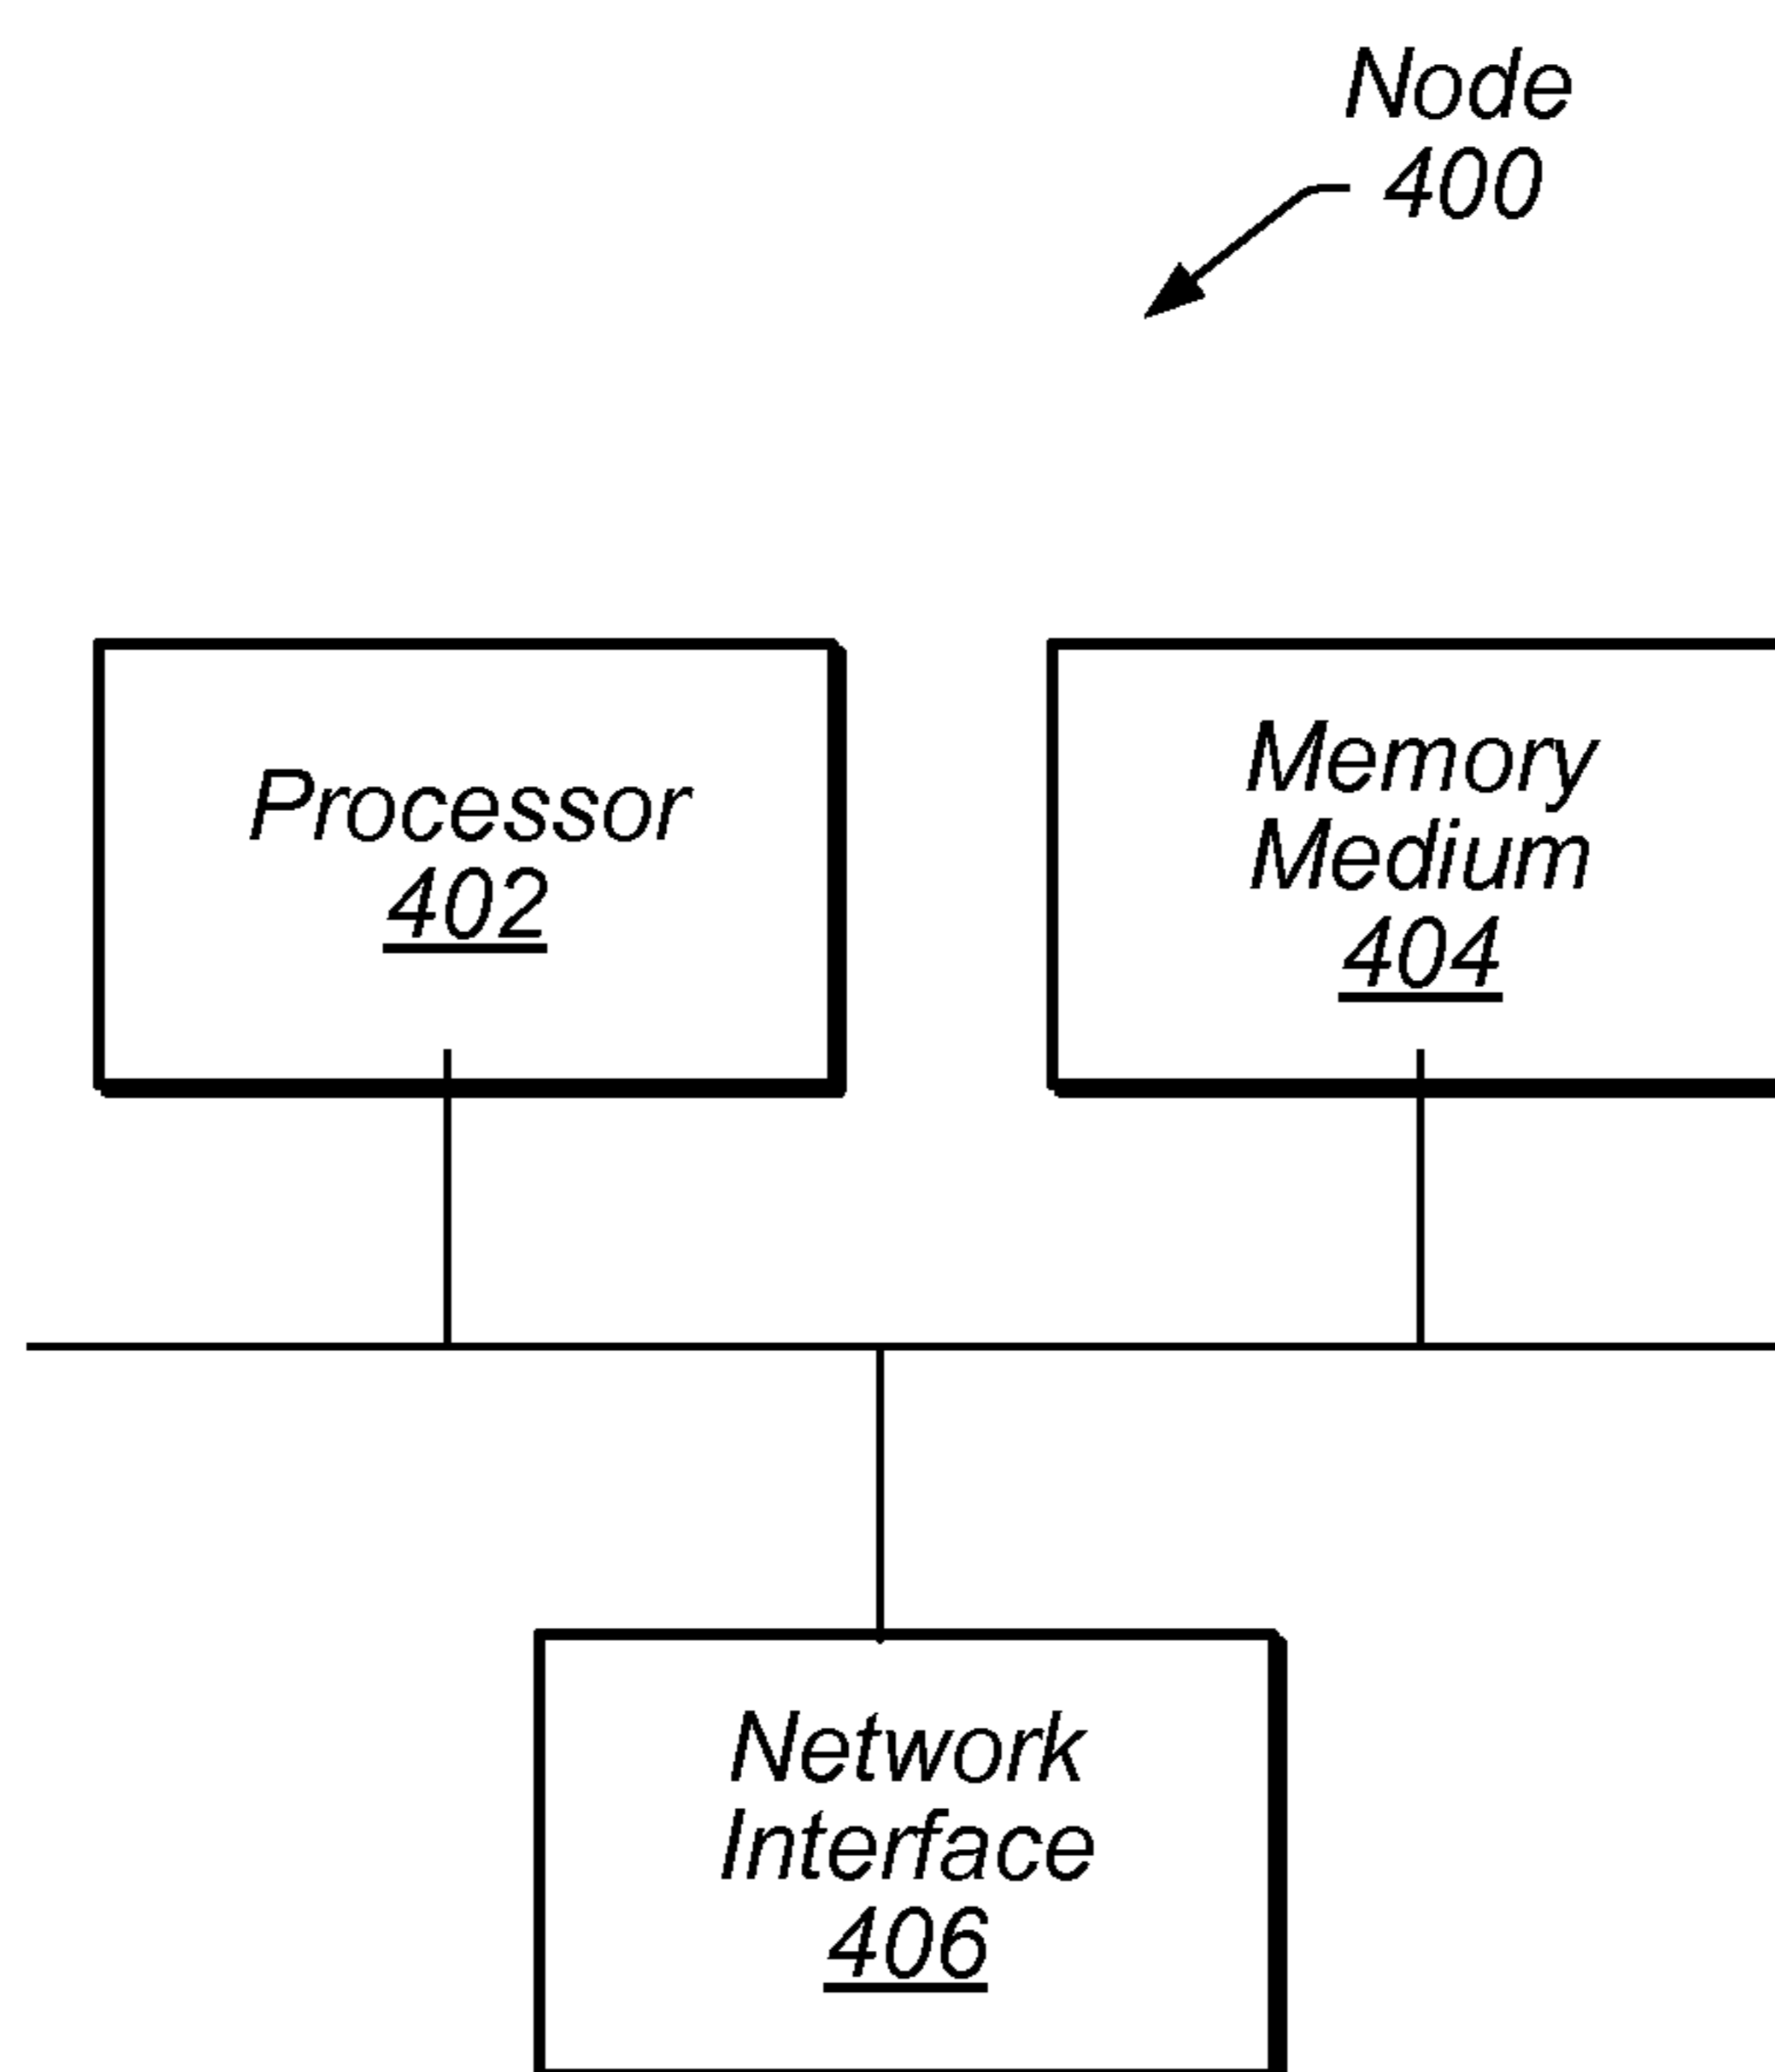 Node
400
Processor
402
Memory
Medium
404
Network
Interface
406